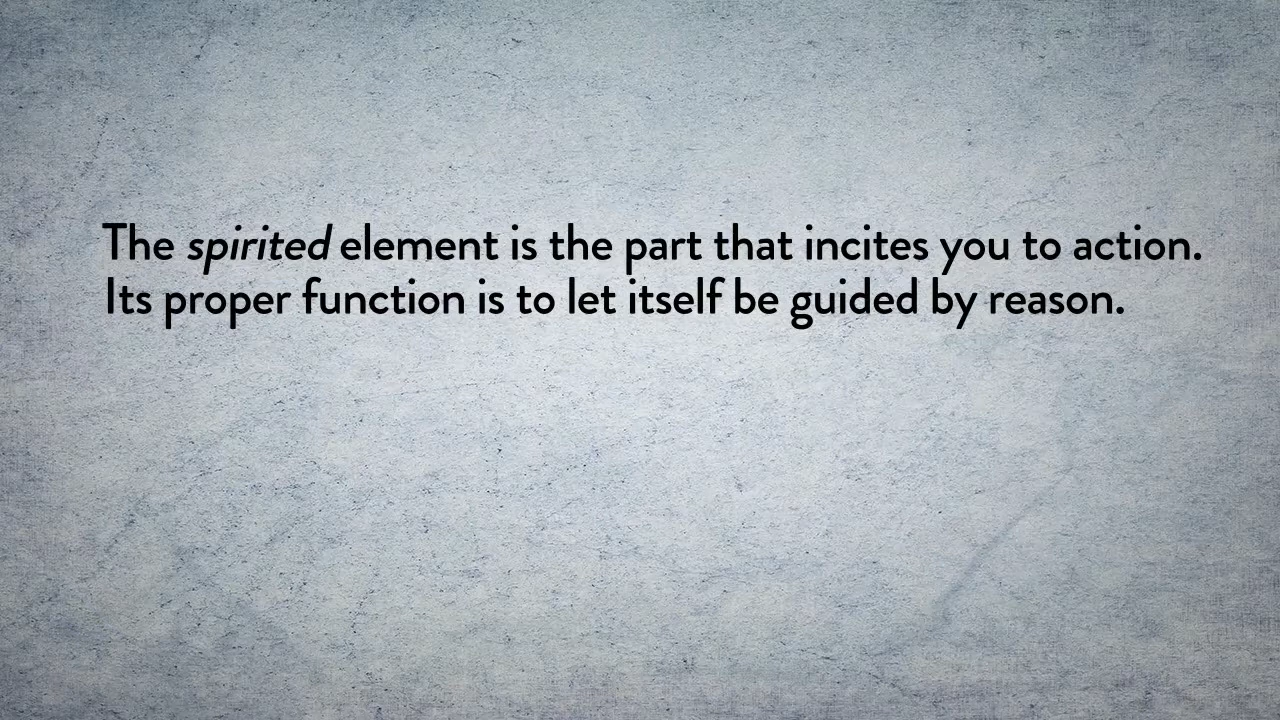 The spirited element is the part that incites you to action.
Its proper function is to let itself be guided by reason.